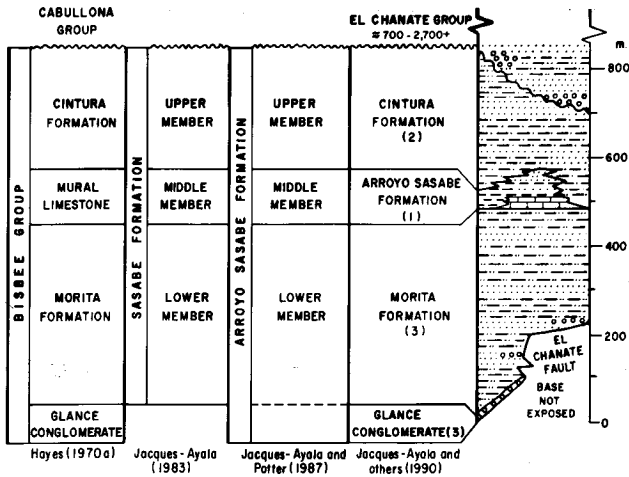 CABULLONA
GROUP
EL CHANATE GROUP
≈ 700 - 2,700+
m.
BISBEE GROUP
CINTURA
FORMATION
MURAL
LIMESTONE
MORITA
FORMATION
GLANCE
CONGLOMERATE
Hayes (1970a)
SASABE FORMATION
UPPER
MEMBER
MIDDLE
MEMBER
LOWER
MEMBER
Jacques-Ayala
(1983)
ARROYO SASABE FORMATION
UPPER
MEMBER
MIDDLE
MEMBER
LOWER
MEMBER
Jacques-Ayala and
Potter (1987)
CINTURA
FORMATION
(2)
ARROYO SASABE
FORMATION
(1)
MORITA
FORMATION
(3)
GLANCE
CONGLOMERATE(3)
Jacques-Ayala and
others (1990)
EL
CHANATE
FAULT
BASE
NOT
EXPOSED
800
600
400
200
0